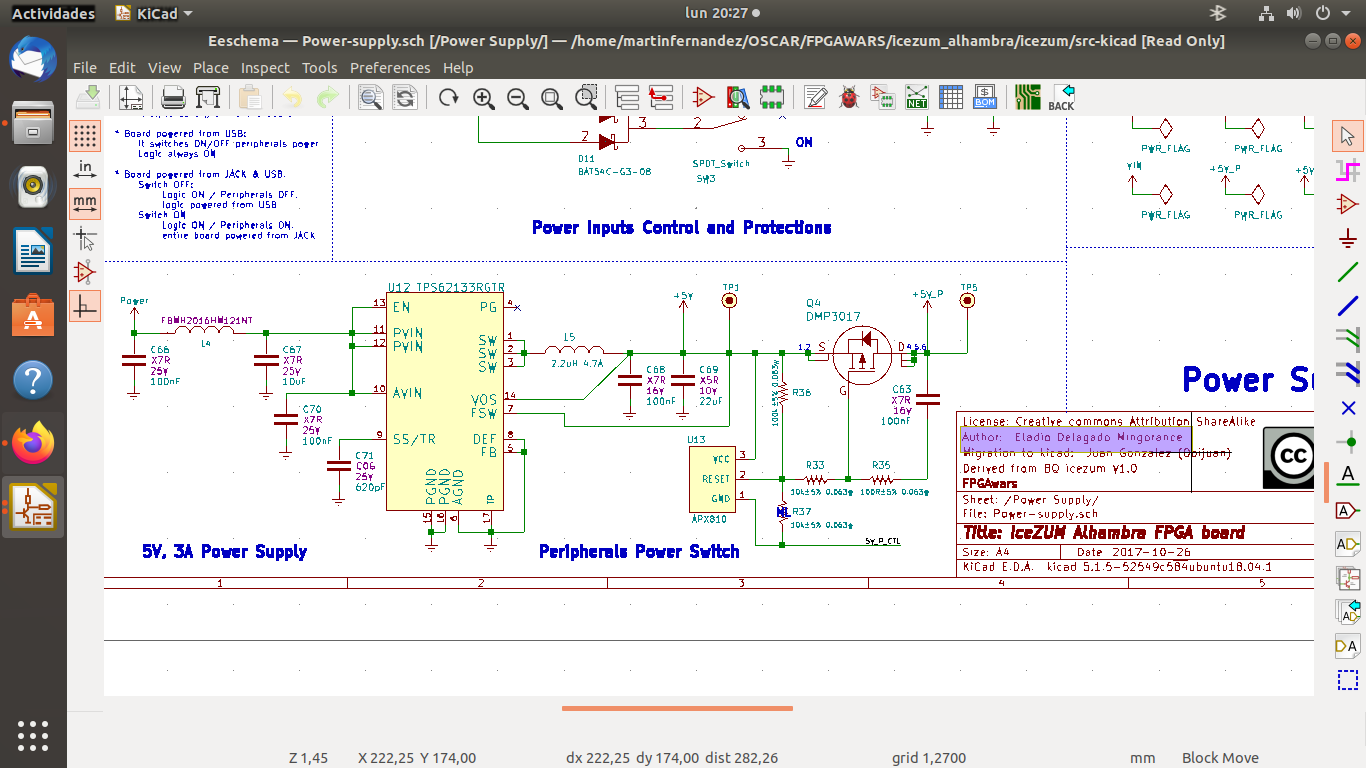 Actividades
KiCad
lun 20:27
Eeschema — Power-supply.sch [/Power Supply/] — /home/martinfernandez/OSCAR/FPGAWARS/icezum_alhambra/icezum/src-kicad [Read Only]
File Edit View Place Inspect Tools Preferences Help
NET
BOM
BACK
in
mm
* Board powered from USB:
It switches ON/OFF peripherals power
Logic always ON
* Board powered from JACK & USB.
Switch OFF:
Logic ON / Peripherals OFF.
logic powered from USB
Switch ON
Logic ON / Peripherals ON.
entire board powered from JACK
2
3
D11
BAT54C-G3-08
2
3
ON
SPDT_Switch
SW3
Power Inputs Control and Protections
PWR_FLAG
PWR_FLAG
VIN
+5V_P
+5V
PWR_FLAG
PWR_FLAG
Power
FBMH2016HM121NT
L4
C66
X7R
25V
100nF
C67
X7R
25V
10uF
C70
X7R
25V
100nF
C71
C0G
25V
620pF
U12 TPS62133RGTR
13 EN
11 PVIN
12 PVIN
10 AVIN
9 SS/TR
PG 4
SW 1
SW 2
SW 3
VOS 14
FSW 7
DEF 8
FB 5
PGND 15
PGND 16
AGND 6
TP 17
L5
2.2uH 4.7A
C68
X7R
16V
100nF
+5V
C69
X5R
10V
22uF
TP1
Q4
DMP3017
1,2 S
D 4,5,6
G
+5V_P
TP5
C63
X7R
16V
100nF
R36
100k±5% 0.063w
U13
VCC 3
RESET 2
GND 1
APX810
R33
10k±5% 0.063w
R35
100R±5% 0.063w
NL R37
10k±5% 0.063w
5V_P_CTL
5V, 3A Power Supply
Peripherals Power Switch
Power Su
License: Creative commons Attribution ShareAlike
Author: Eladio Delagado Mingorance
Migration to Kicad: Juan Gonzalez (Obijuan)
Derived from BQ icezum V1.0
FPGAwars
cc
Sheet: /Power Supply/
File: Power-supply.sch
Title: IceZUM Alhambra FPGA board
Size: A4 Date 2017-10-26
KiCad E.D.A. kicad 5.1.5-52549c584ubuntu18.04.1
1 2 3 4 5
Z 1,45 X 222,25 Y 174,00 dx 222,25 dy 174,00 dist 282,26 grid 1,2700 mm Block Move